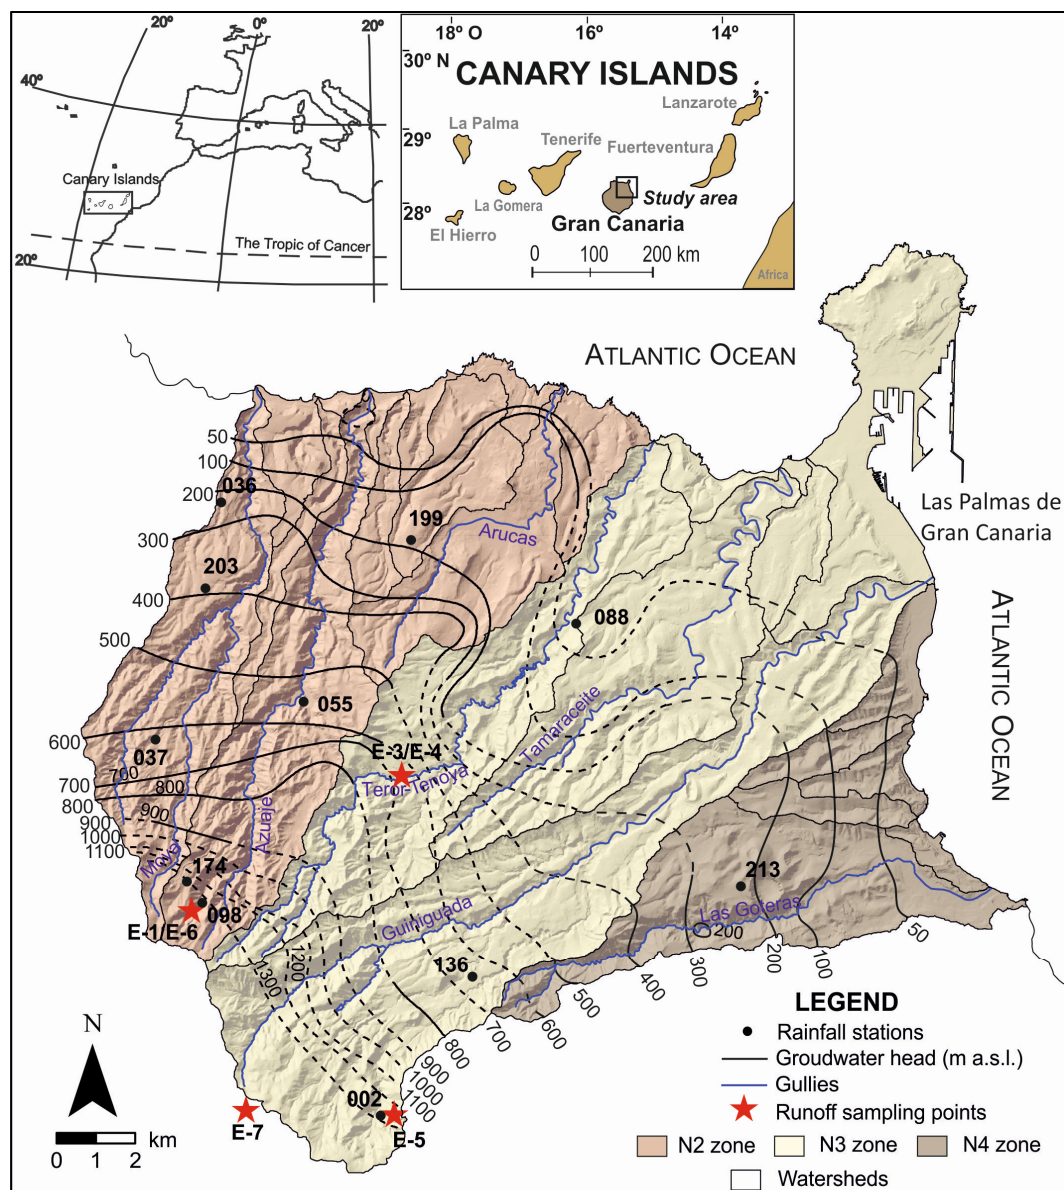 20º
0º
20º
40º
Canary Islands
The Tropic of Cancer
20º
18º O
16º
14º
30º N
CANARY ISLANDS
Lanzarote
La Palma
29º
Tenerife
Fuerteventura
La Gomera
Study area
28º
Gran Canaria
El Hierro
0
100
200 km
Africa
ATLANTIC OCEAN
50
100
200
036
300
199
Arucas
Las Palmas de
Gran Canaria
203
400
088
ATLANTIC OCEAN
500
055
600
037
E-3/E-4
Tamaraceite
Teror-Tenoya
700
700
800
800
900
900
1000
1100
Azuaje
Moya
174
098
E-1/E-6
213
Las Goteras
Guiniguada
200
50
100
200
300
400
500
600
700
800
900
1000
1100
1200
1300
136
002
E-5
E-7
N
0 1 2 km
LEGEND
Rainfall stations
Groudwater head (m a.s.l.)
Gullies
Runoff sampling points
N2 zone
N3 zone
N4 zone
Watersheds